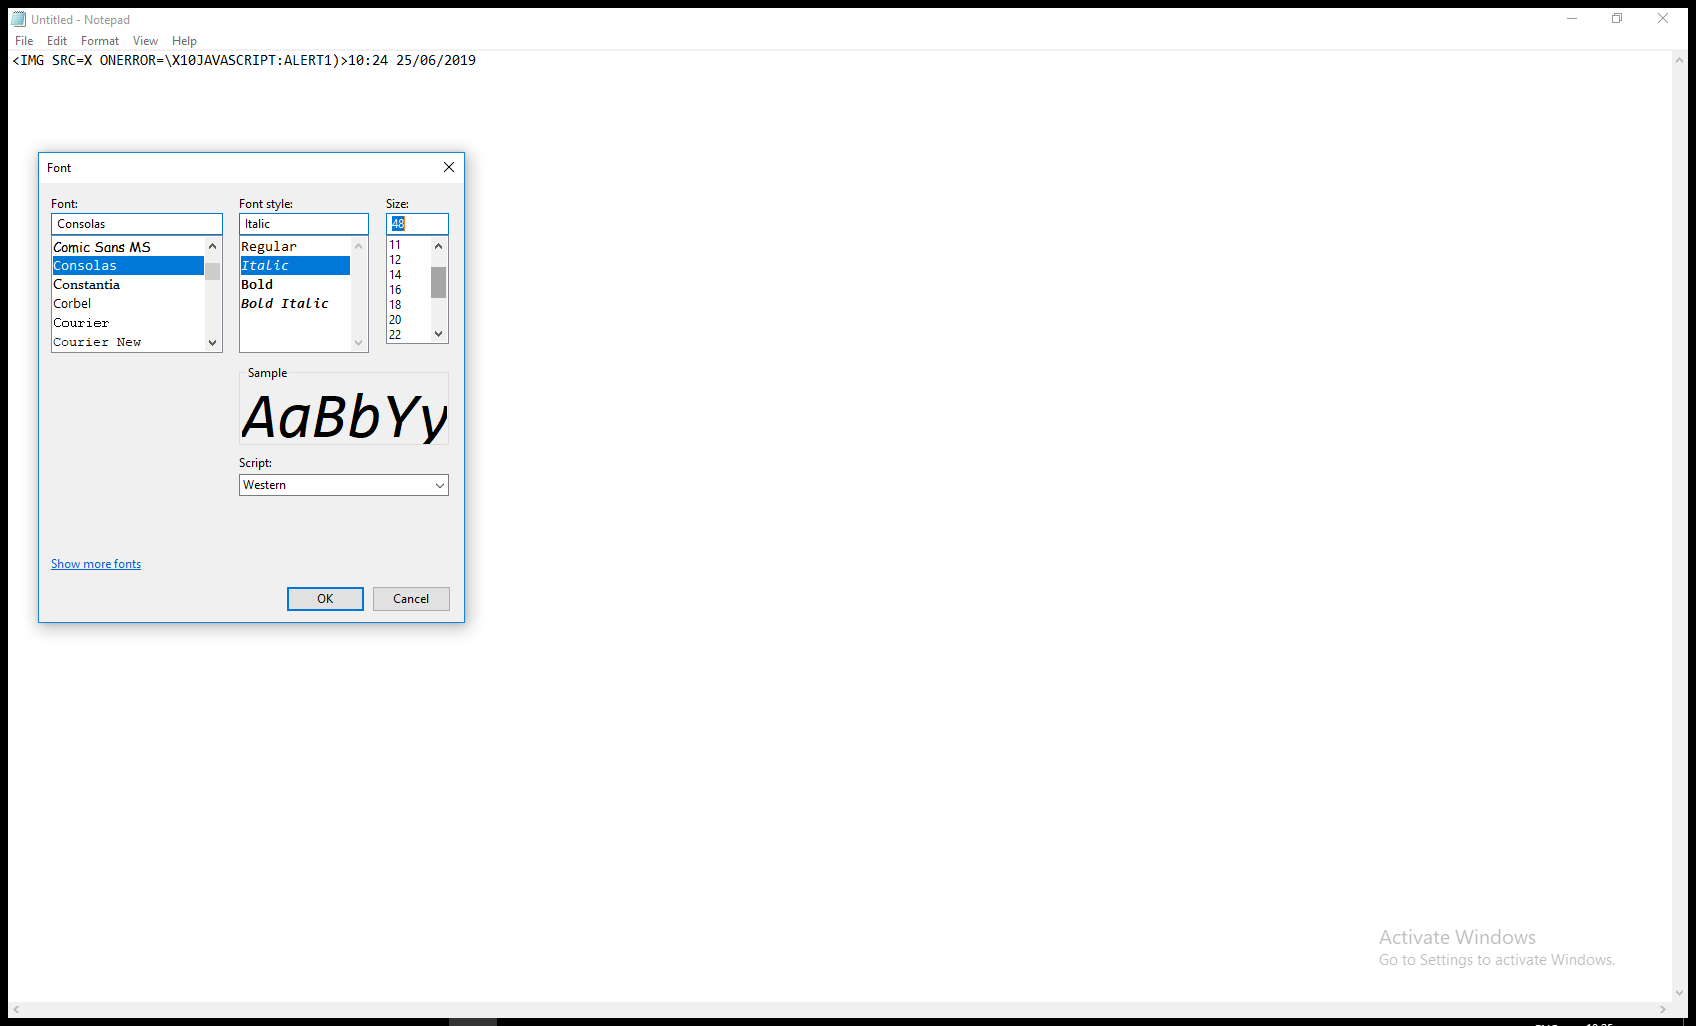 Untitled - Notepad
File Edit Format View Help
<IMG SRC=X ONERROR=\X10JAVASCRIPT:ALERT1)>10:24 25/06/2019
Font
Font: Font style: Size:
Consolas Italic 48
Comic Sans MS
Consolas
Constantia
Corbel
Courier
Courier New
Regular
Italic
Bold
Bold Italic
11
12
14
16
18
20
22
Sample
AaBbYy
Script:
Western
Show more fonts
OK Cancel
Activate Windows
Go to Settings to activate Windows.